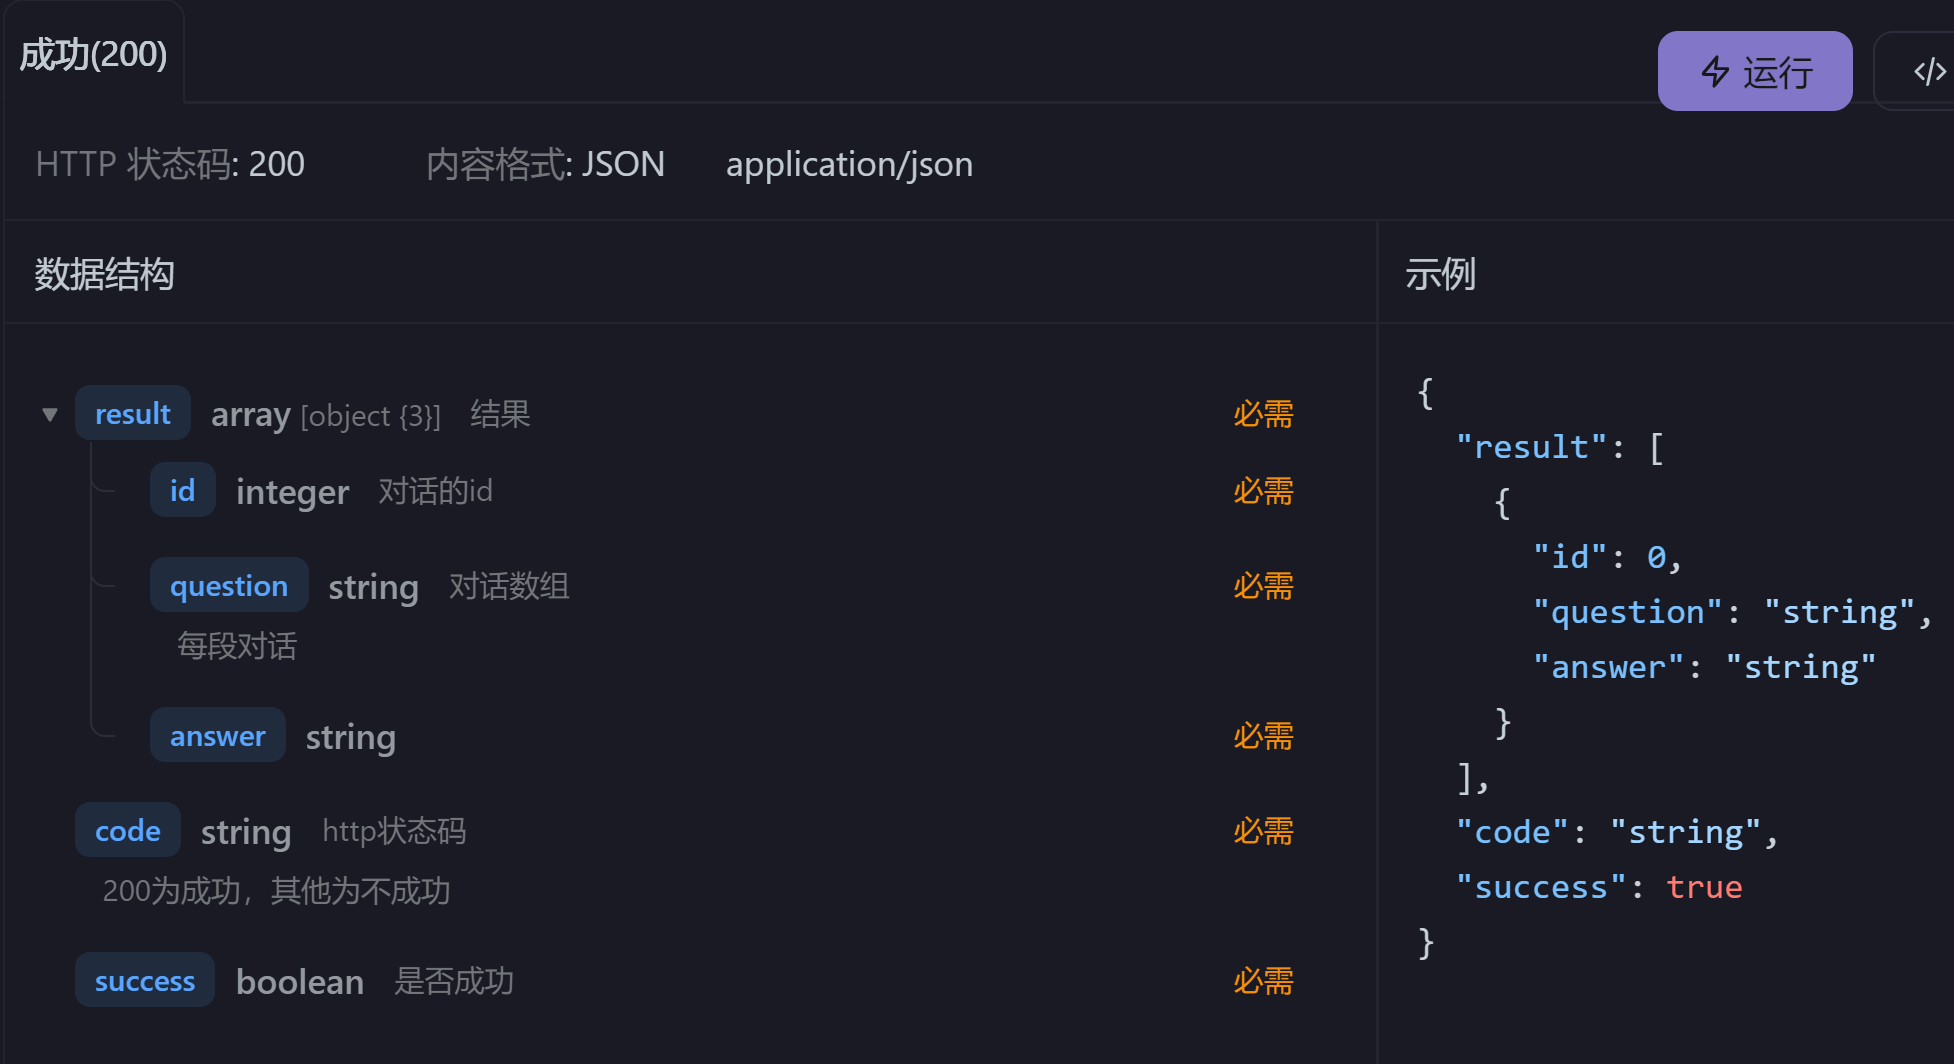 成功(200)
运行
HTTP 状态码: 200
内容格式: JSON
application/json
数据结构
示例
result array [object {3}] 结果 必需
id integer 对话的id 必需
question string 对话数组 必需
每段对话
answer string 必需
code string http状态码 必需
200为成功，其他为不成功
success boolean 是否成功 必需
{
"result": [
{
"id": 0,
"question": "string",
"answer": "string"
}
],
"code": "string",
"success": true
}